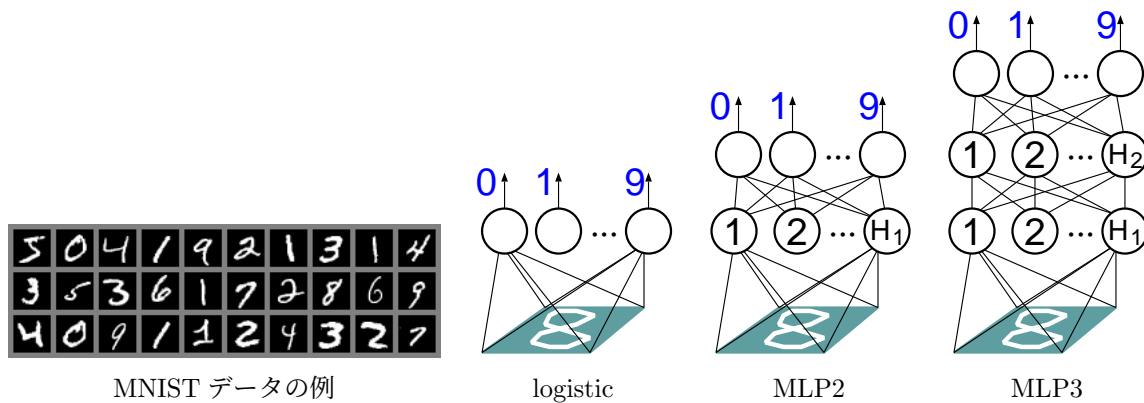 5 0 4 1 9 2 1 3 1 4
3 5 3 6 1 7 2 8 6 9
4 0 9 1 1 2 4 3 2 7
MNIST データの例
0 1 9
...
8
logistic
0 1 9
...
1 2 ... H1
8
MLP2
0 1 9
...
1 2 ... H2
1 2 ... H1
8
MLP3